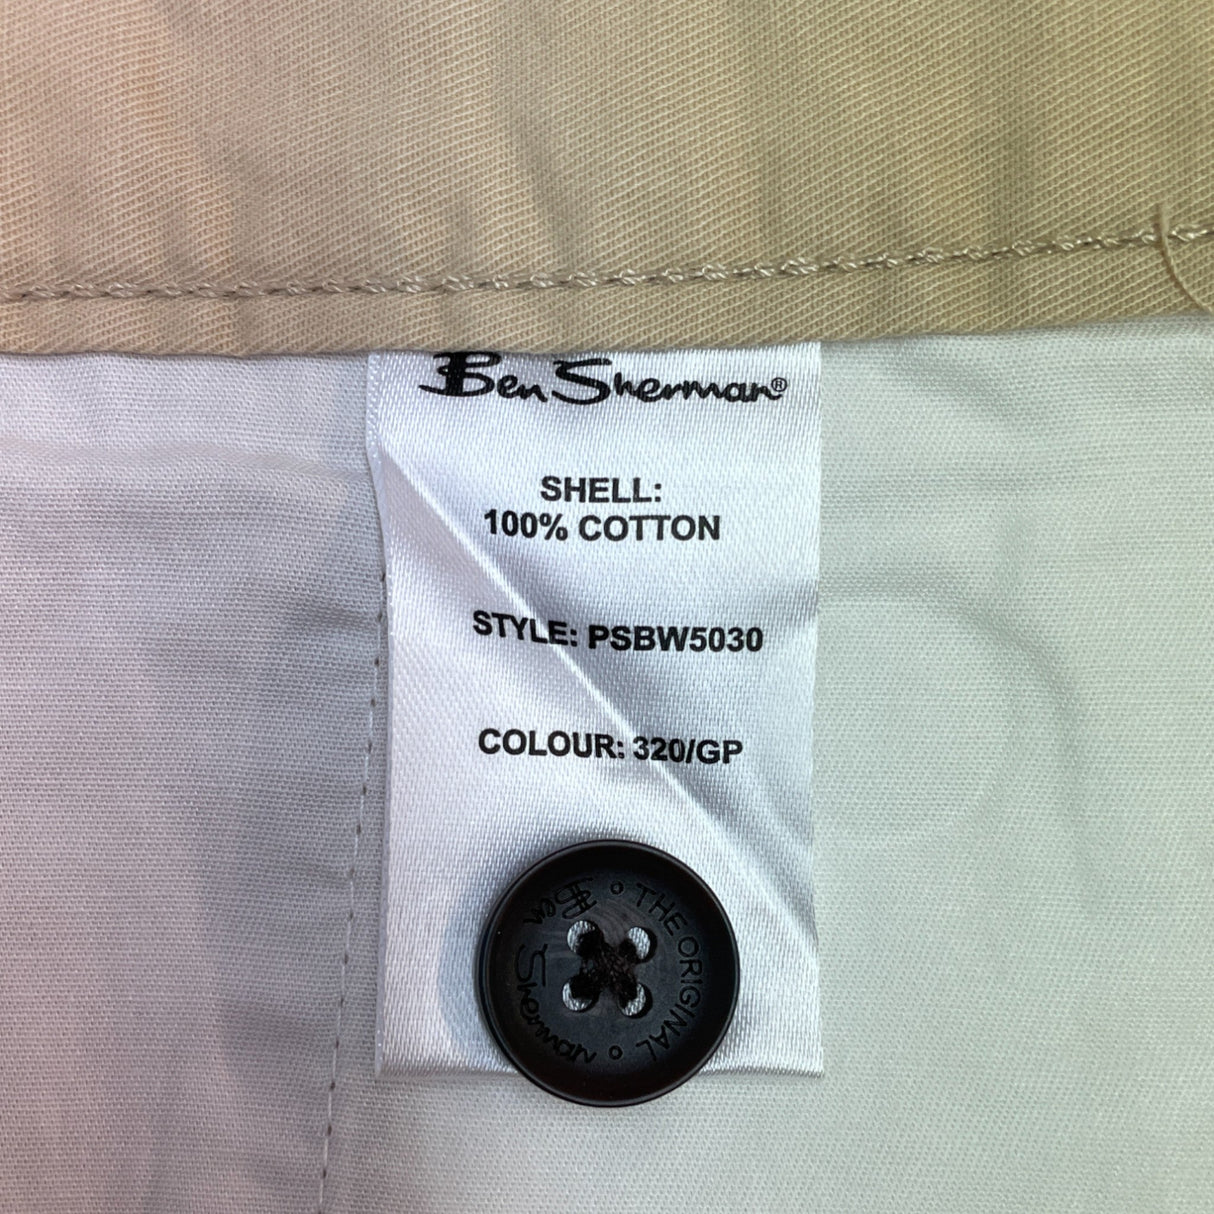 Ben Sherman®
SHELL:
100% COTTON
STYLE: PSBW5030
COLOUR: 320/GP
Ben Sherman
THE ORIGINAL